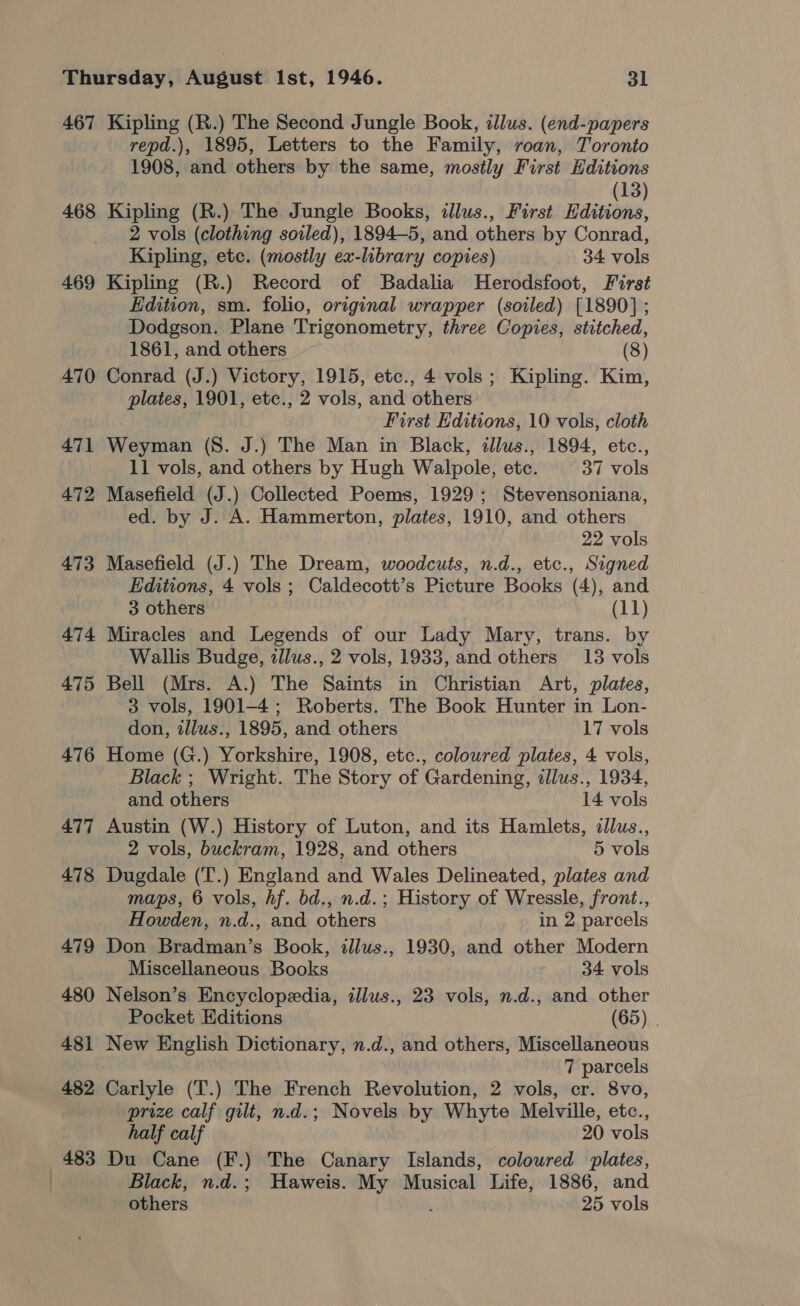 Thursday, August 1st, 1946. 31
467 Kipling (R.) The Second Jungle Book, illus. (end-papers
repd.), 1895, Letters to the Family, roan, Toronto
1908, and others by the same, mostly First Editions
(13)
468 Kipling (R.) The Jungle Books, illus., First Editions,
2 vols (clothing soiled), 1894–5, and others by Conrad,
Kipling, etc. (mostly ex-library copies) 34 vols
469 Kipling (R.) Record of Badalia Herodsfoot, First
Edition, sm. folio, original wrapper (soiled) [1890] ;
Dodgson. Plane Trigonometry, three Copies, stitched,
1861, and others (8)
470 Conrad (J.) Victory, 1915, etc., 4 vols ; Kipling. Kim,
plates, 1901, etc., 2 vols, and others
First Editions, 10 vols, cloth
471 Weyman (S. J.) The Man in Black, illus., 1894, etc.,
11 vols, and others by Hugh Walpole, etc. 37 vols
472 Masefield (J.) Collected Poems, 1929 ; Stevensoniana,
ed. by J. A. Hammerton, plates, 1910, and others
22 vols
473 Masefield (J.) The Dream, woodcuts, n.d., etc., Signed
Editions, 4 vols ; Caldecott's Picture Books (4), and
3 others (11)
474 Miracles and Legends of our Lady Mary, trans. by
Wallis Budge, illus., 2 vols, 1933, and others 13 vols
475 Bell (Mrs. A.) The Saints in Christian Art, plates,
3 vols, 1901–4 ; Roberts. The Book Hunter in Lon-
don, illus., 1895, and others 17 vols
476 Home (G.) Yorkshire, 1908, etc., coloured plates, 4 vols,
Black ; Wright. The Story of Gardening, illus., 1934,
and others 14 vols
477 Austin (W.) History of Luton, and its Hamlets, illus.,
2 vols, buckram, 1928, and others 5 vols
478 Dugdale (T.) England and Wales Delineated, plates and
maps, 6 vols, hf. bd., n.d. ; History of Wressle, front.,
Howden, n.d., and others in 2 parcels
479 Don Bradman's Book, illus., 1930, and other Modern
Miscellaneous Books 34 vols
480 Nelson's Encyclopædia, illus., 23 vols, n.d., and other
Pocket Editions (65)
481 New English Dictionary, n.d., and others, Miscellaneous
7 parcels
482 Carlyle (T.) The French Revolution, 2 vols, cr. 8vo,
prize calf gilt, n.d. ; Novels by Whyte Melville, etc.,
half calf 20 vols
483 Du Cane (F.) The Canary Islands, coloured plates,
Black, n.d. ; Haweis. My Musical Life, 1886, and
others 25 vols